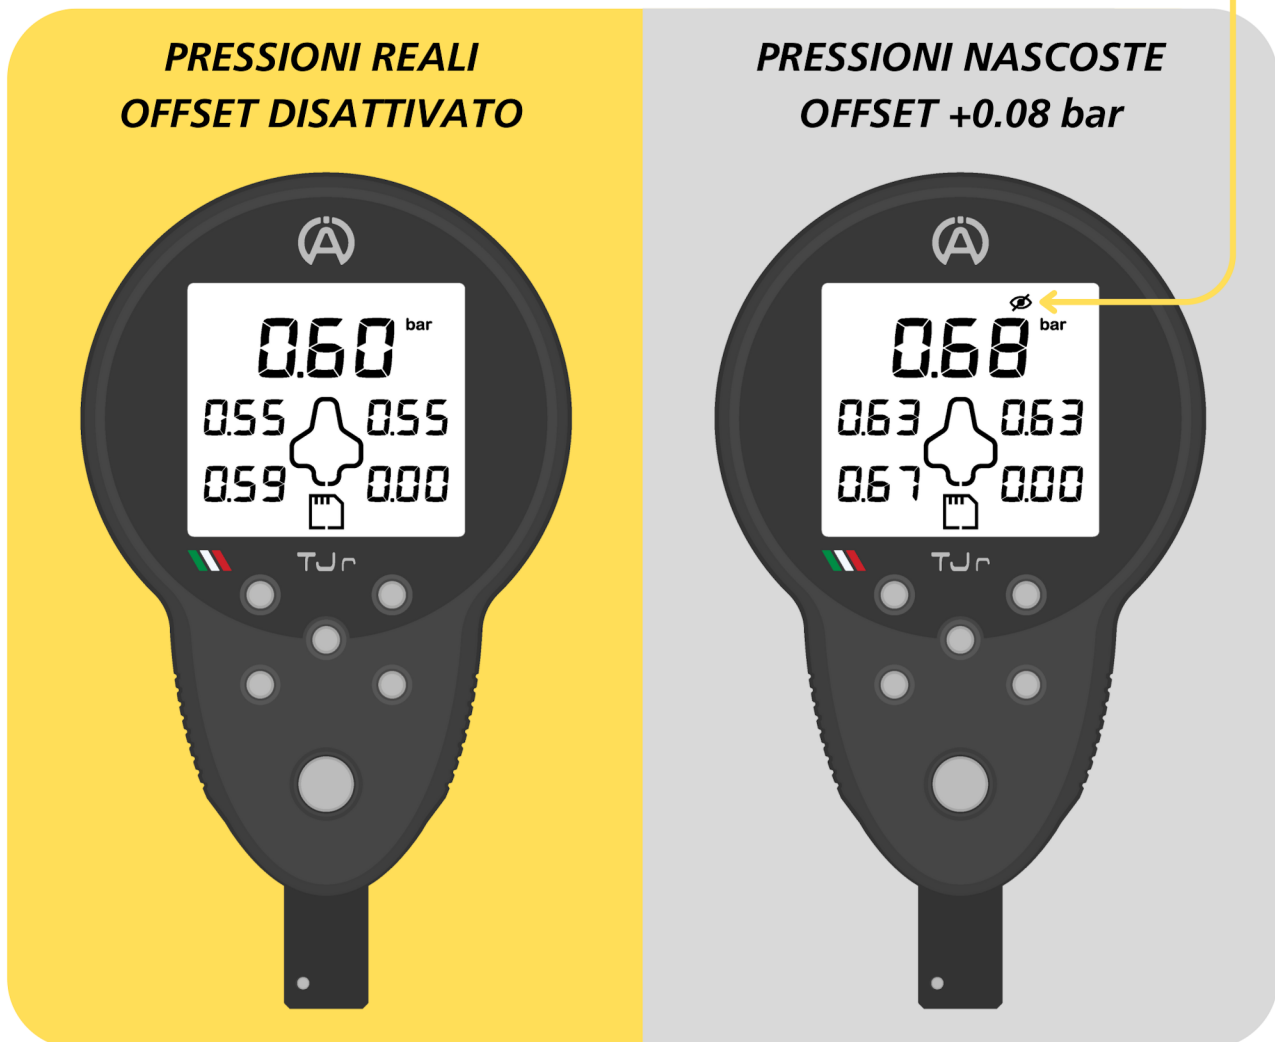 PRESSIONI REALI
OFFSET DISATTIVATO
0.60 bar
0.55 0.55
0.59 0.00
TJr
PRESSIONI NASCOSTE
OFFSET +0.08 bar
0.68 bar
0.63 0.63
0.67 0.00
TJr